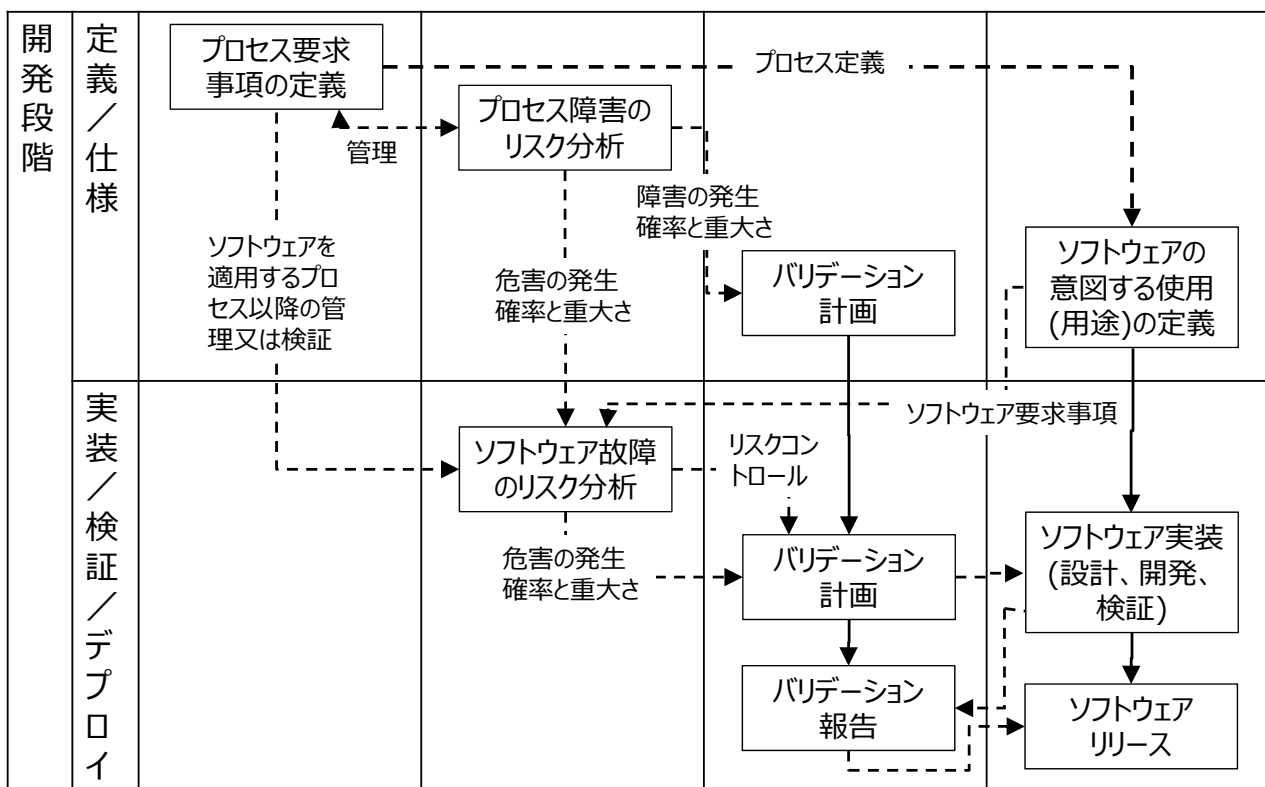 開発段階
定義／仕様
プロセス要求
事項の定義
プロセス定義
プロセス障害の
リスク分析
管理
障害の発生
確率と重大さ
ソフトウェアを
適用するプロ
セス以降の管
理又は検証
危害の発生
確率と重大さ
バリデーション
計画
ソフトウェアの
意図する使用
(用途)の定義
実装／検証／デプロイ
ソフトウェア要求事項
ソフトウェア故障
のリスク分析
リスクコン
トロール
危害の発生
確率と重大さ
バリデーション
計画
ソフトウェア実装
(設計、開発、
検証)
バリデーション
報告
ソフトウェア
リリース